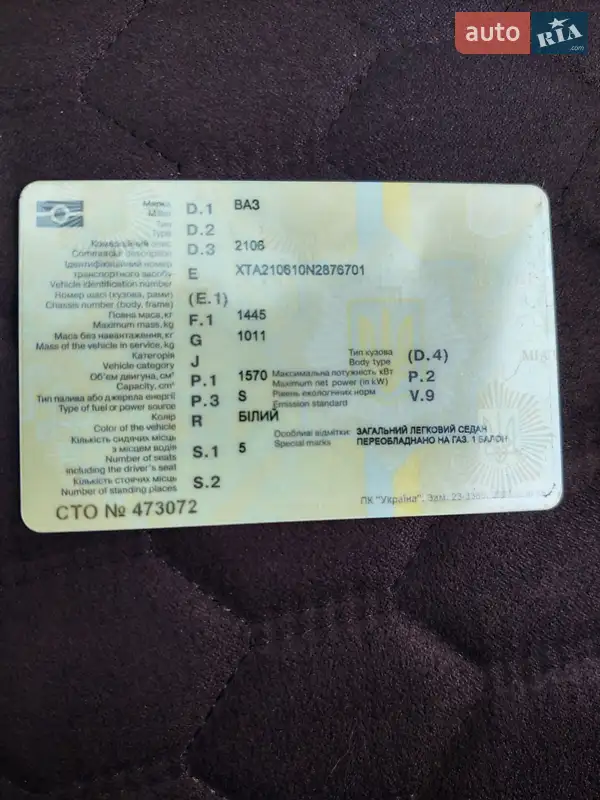 auto RIA .com
Марка D.1 ВАЗ
Make
Тип D.2
Type
Комерційний опис D.3 2106
Commercial description
Ідентифікаційний номер
транспортного засобу E XTA210610N2876701
Vehicle identification number
Номер шасі (кузова, рами) (E.1)
Chassis number (body, frame)
Повна маса, кг F.1 1445
Maximum mass, kg
Маса без навантаження, кг G 1011
Mass of the vehicle in service, kg
Категорія J Тип кузова (D.4)
Vehicle category Body type
Об'єм двигуна, см³ P.1 1570 Максимальна потужність кВт P.2
Capacity, cm³ Maximum net power (in kW)
Тип палива або джерела енергії P.3 S Рівень екологічних норм V.9
Type of fuel or power source Emission standard
Колір R БІЛИЙ
Color of the vehicle
Кількість сидячих місць Особливі відмітки: ЗАГАЛЬНИЙ ЛЕГКОВИЙ СЕДАН
з місцем водія S.1 5 Special marks ПЕРЕОБЛАДНАНО НА ГАЗ. 1 БАЛОН
Number of seats
including the driver's seat
Кількість стоячих місць S.2
Number of standing places
СТО № 473072
ПК "Україна". Зам.